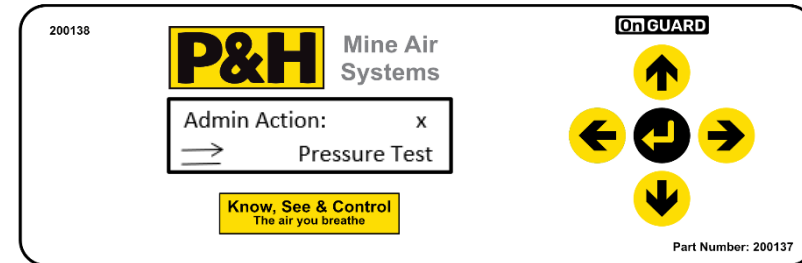 200138
OnGUARD
P&H
Mine Air
Systems
Admin Action: x
Pressure Test
Know, See & Control
The air you breathe
Part Number: 200137